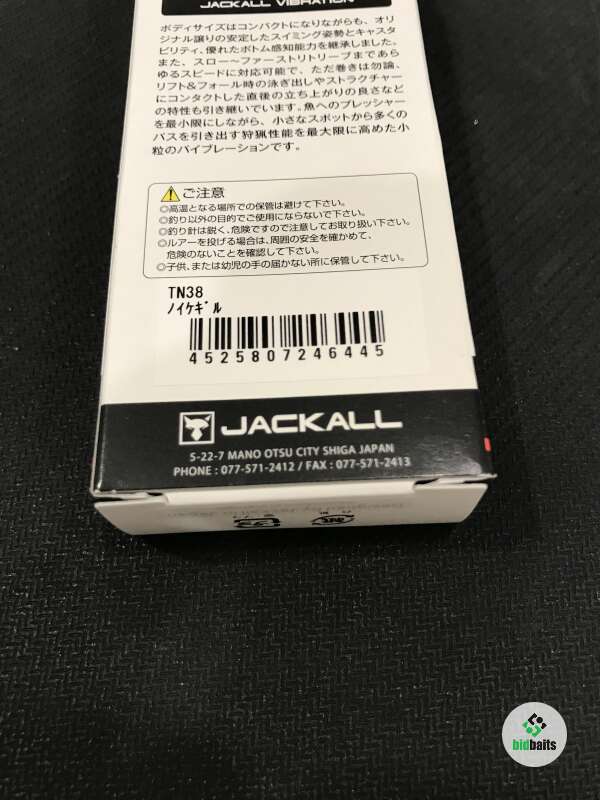 JACKALL VIBRATION
ボディサイズはコンパクトになりながらも、オリ
ジナル譲りの安定したスイミング姿勢とキャスタ
ビリティ、優れたボトム感知能力を継承しました。
また、スロー〜ファーストリトリーブまであら
ゆるスピードに対応可能で、ただ巻きは勿論、
リフト&フォール時の泳ぎ出しやストラクチャー
にコンタクトした直後の立ち上がりの良さなど
の特性も引き継いています。魚へのプレッシャー
を最小限にしながら、小さなスポットから多くの
バスを引き出す狩猟性能を最大限に高めた小
粒のバイブレーションです。
ご注意
◎高温となる場所での保管は避けて下さい。
◎釣り以外の目的でご使用にならないで下さい。
◎釣り針は鋭く、危険ですので注意してお取り扱い下さい。
◎ルアーを投げる場合は、周囲の安全を確かめて、
危険のないことを確認して下さい。
◎子供、または幼児の手の届かない所に保管して下さい。
TN38
ノイケギル
4525807246445
JACKALL
5-22-7 MANO OTSU CITY SHIGA JAPAN
PHONE : 077-571-2412 / FAX : 077-571-2413
bidbaits